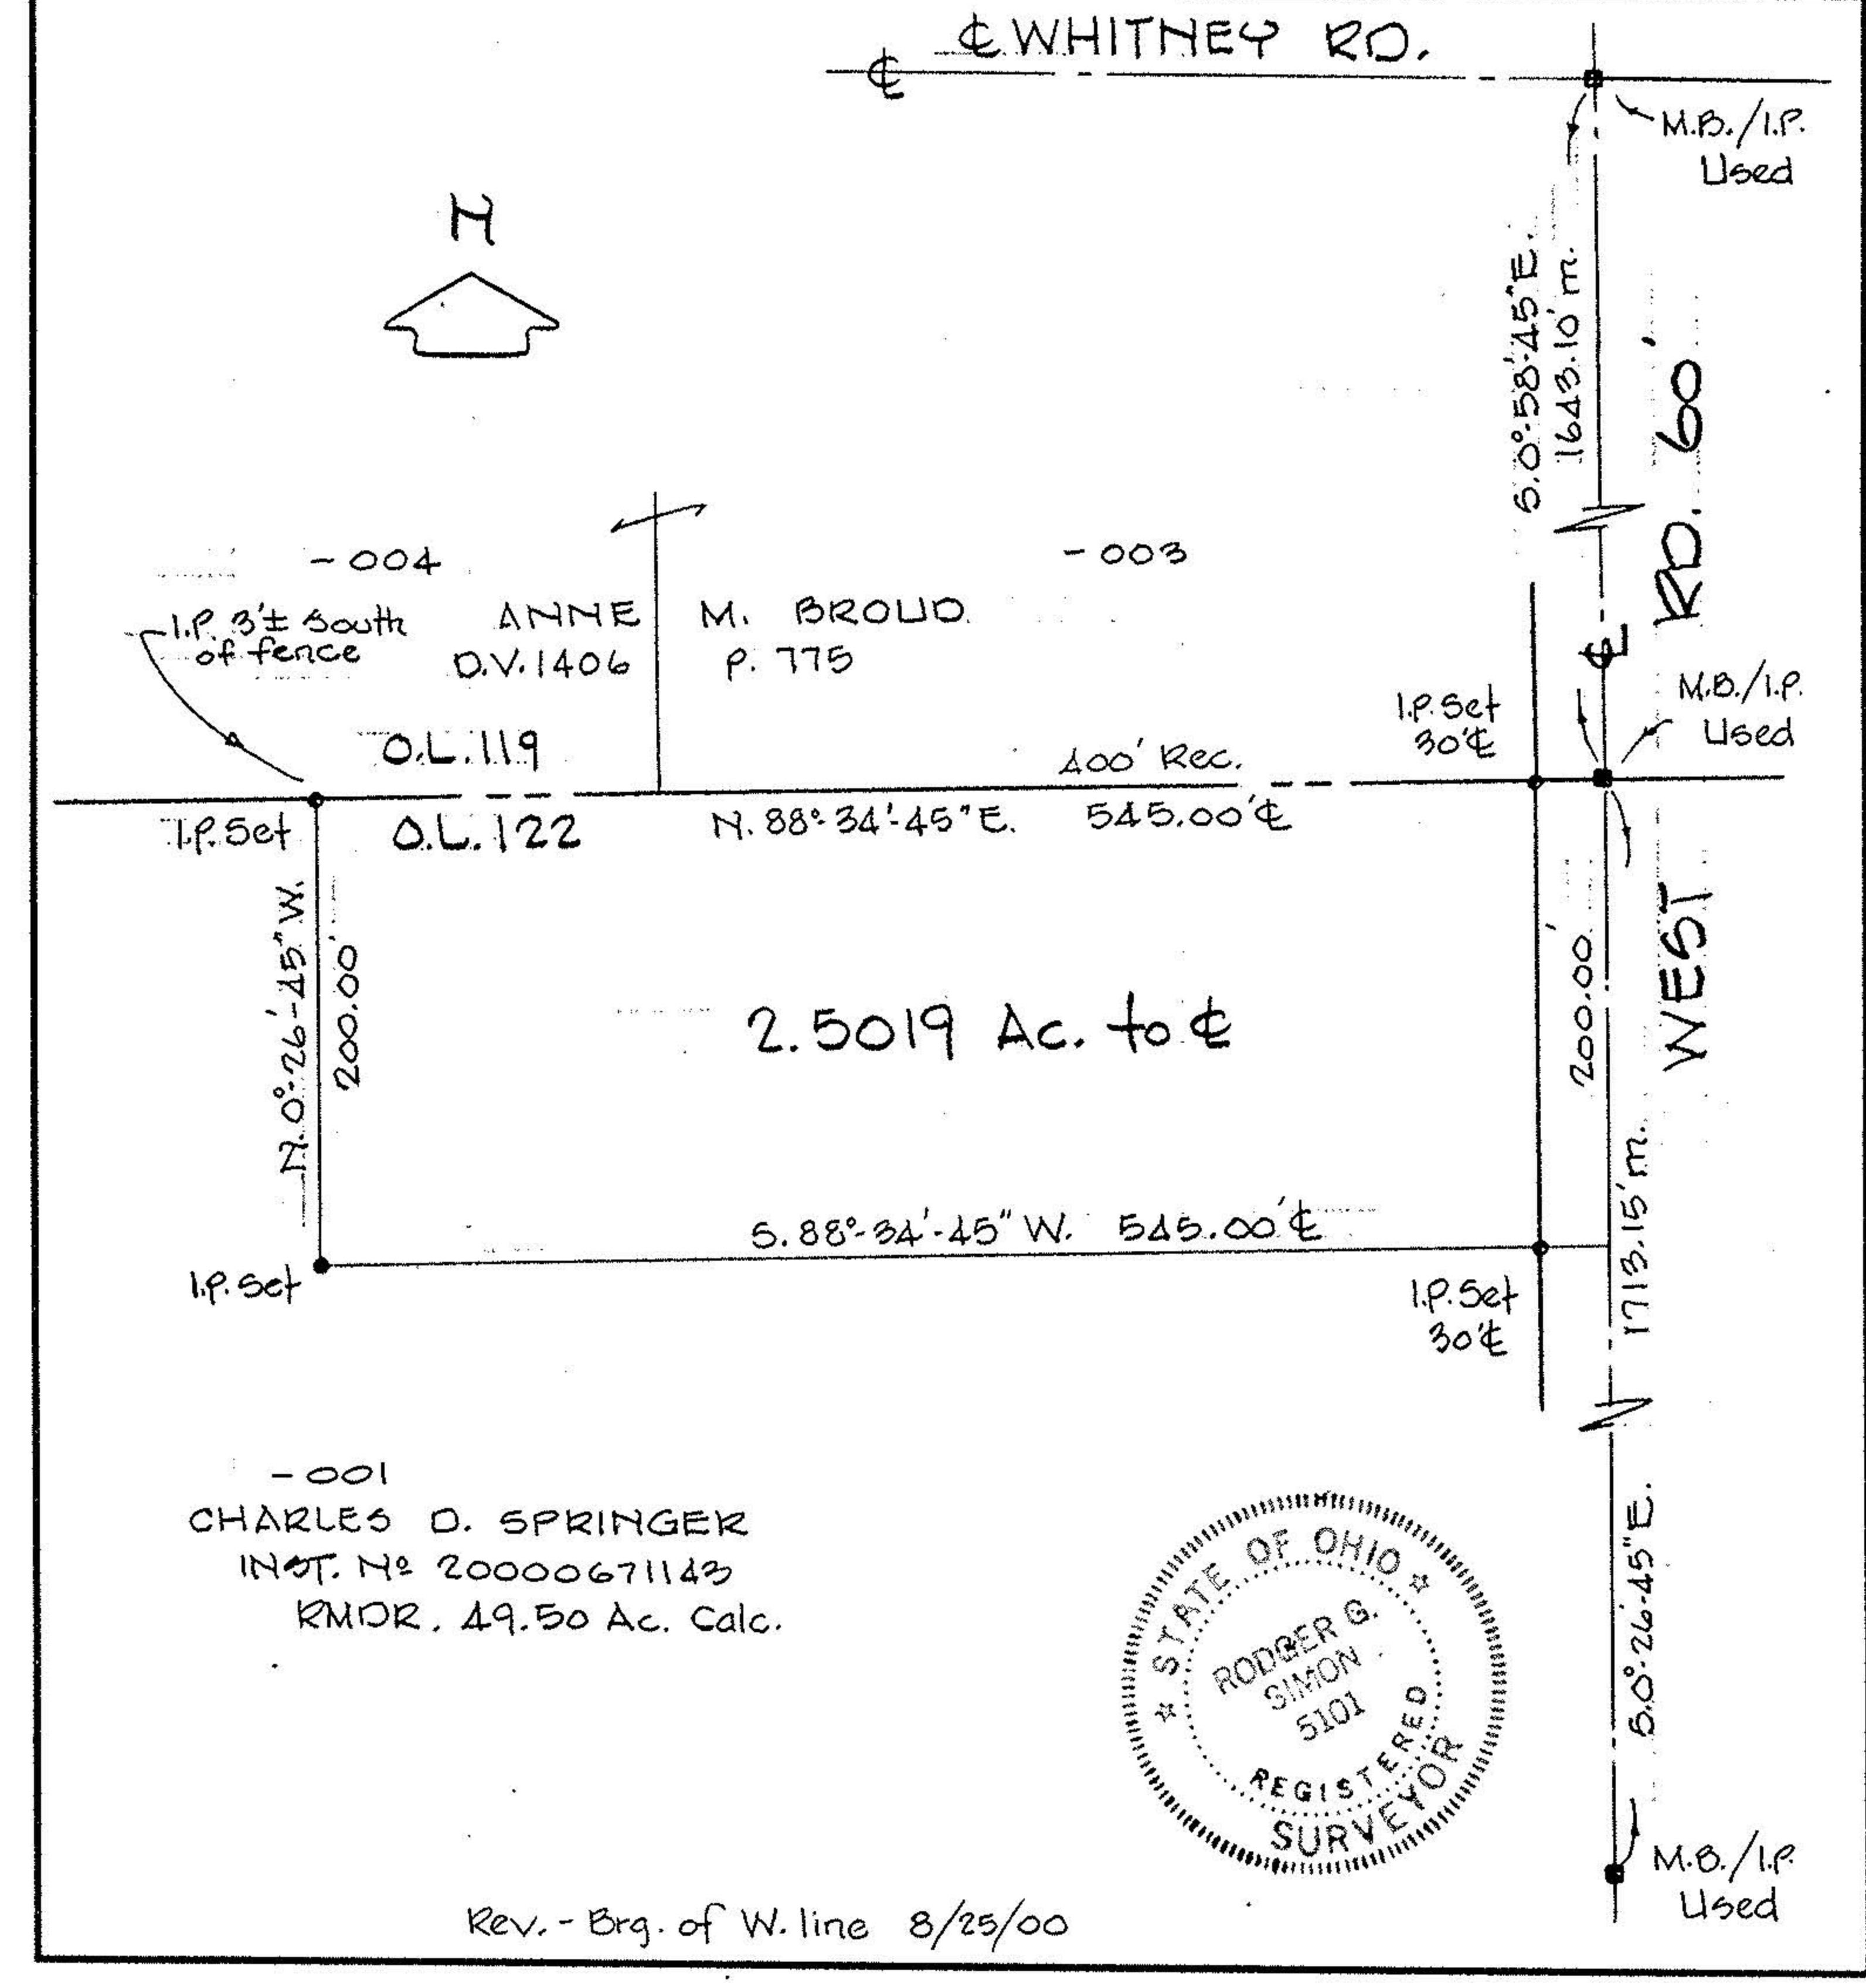 ℄ WHITNEY RD.
℄
M.B./I.P.
Used
N
S.0°-58'-45"E.
1643.10' m.
RD. 60'
-004
-003
I.P. 3'± South
of fence
ANNE M. BROUD
D.V. 1406 P. 775
I.P. Set
30'℄
℄
M.B./I.P.
Used
O.L. 119
400' Rec.
I.P. Set
O.L. 122
N. 88°-34'-45"E. 545.00'℄
N.0°-26'-45"W.
200.00'
200.00'
WEST
2.5019 Ac. to ℄
1713.15' m.
S. 88°-34'-45" W. 545.00'℄
I.P. Set
I.P. Set
30'℄
S.0°-26'-45"E.
-001
CHARLES D. SPRINGER
INST. Nº 20000671143
RMDR. 49.50 Ac. Calc.
STATE OF OHIO
RODGER G.
SIMON
5101
REGISTERED
SURVEYOR
M.B./I.P.
Used
Rev. - Brg. of W. line 8/25/00